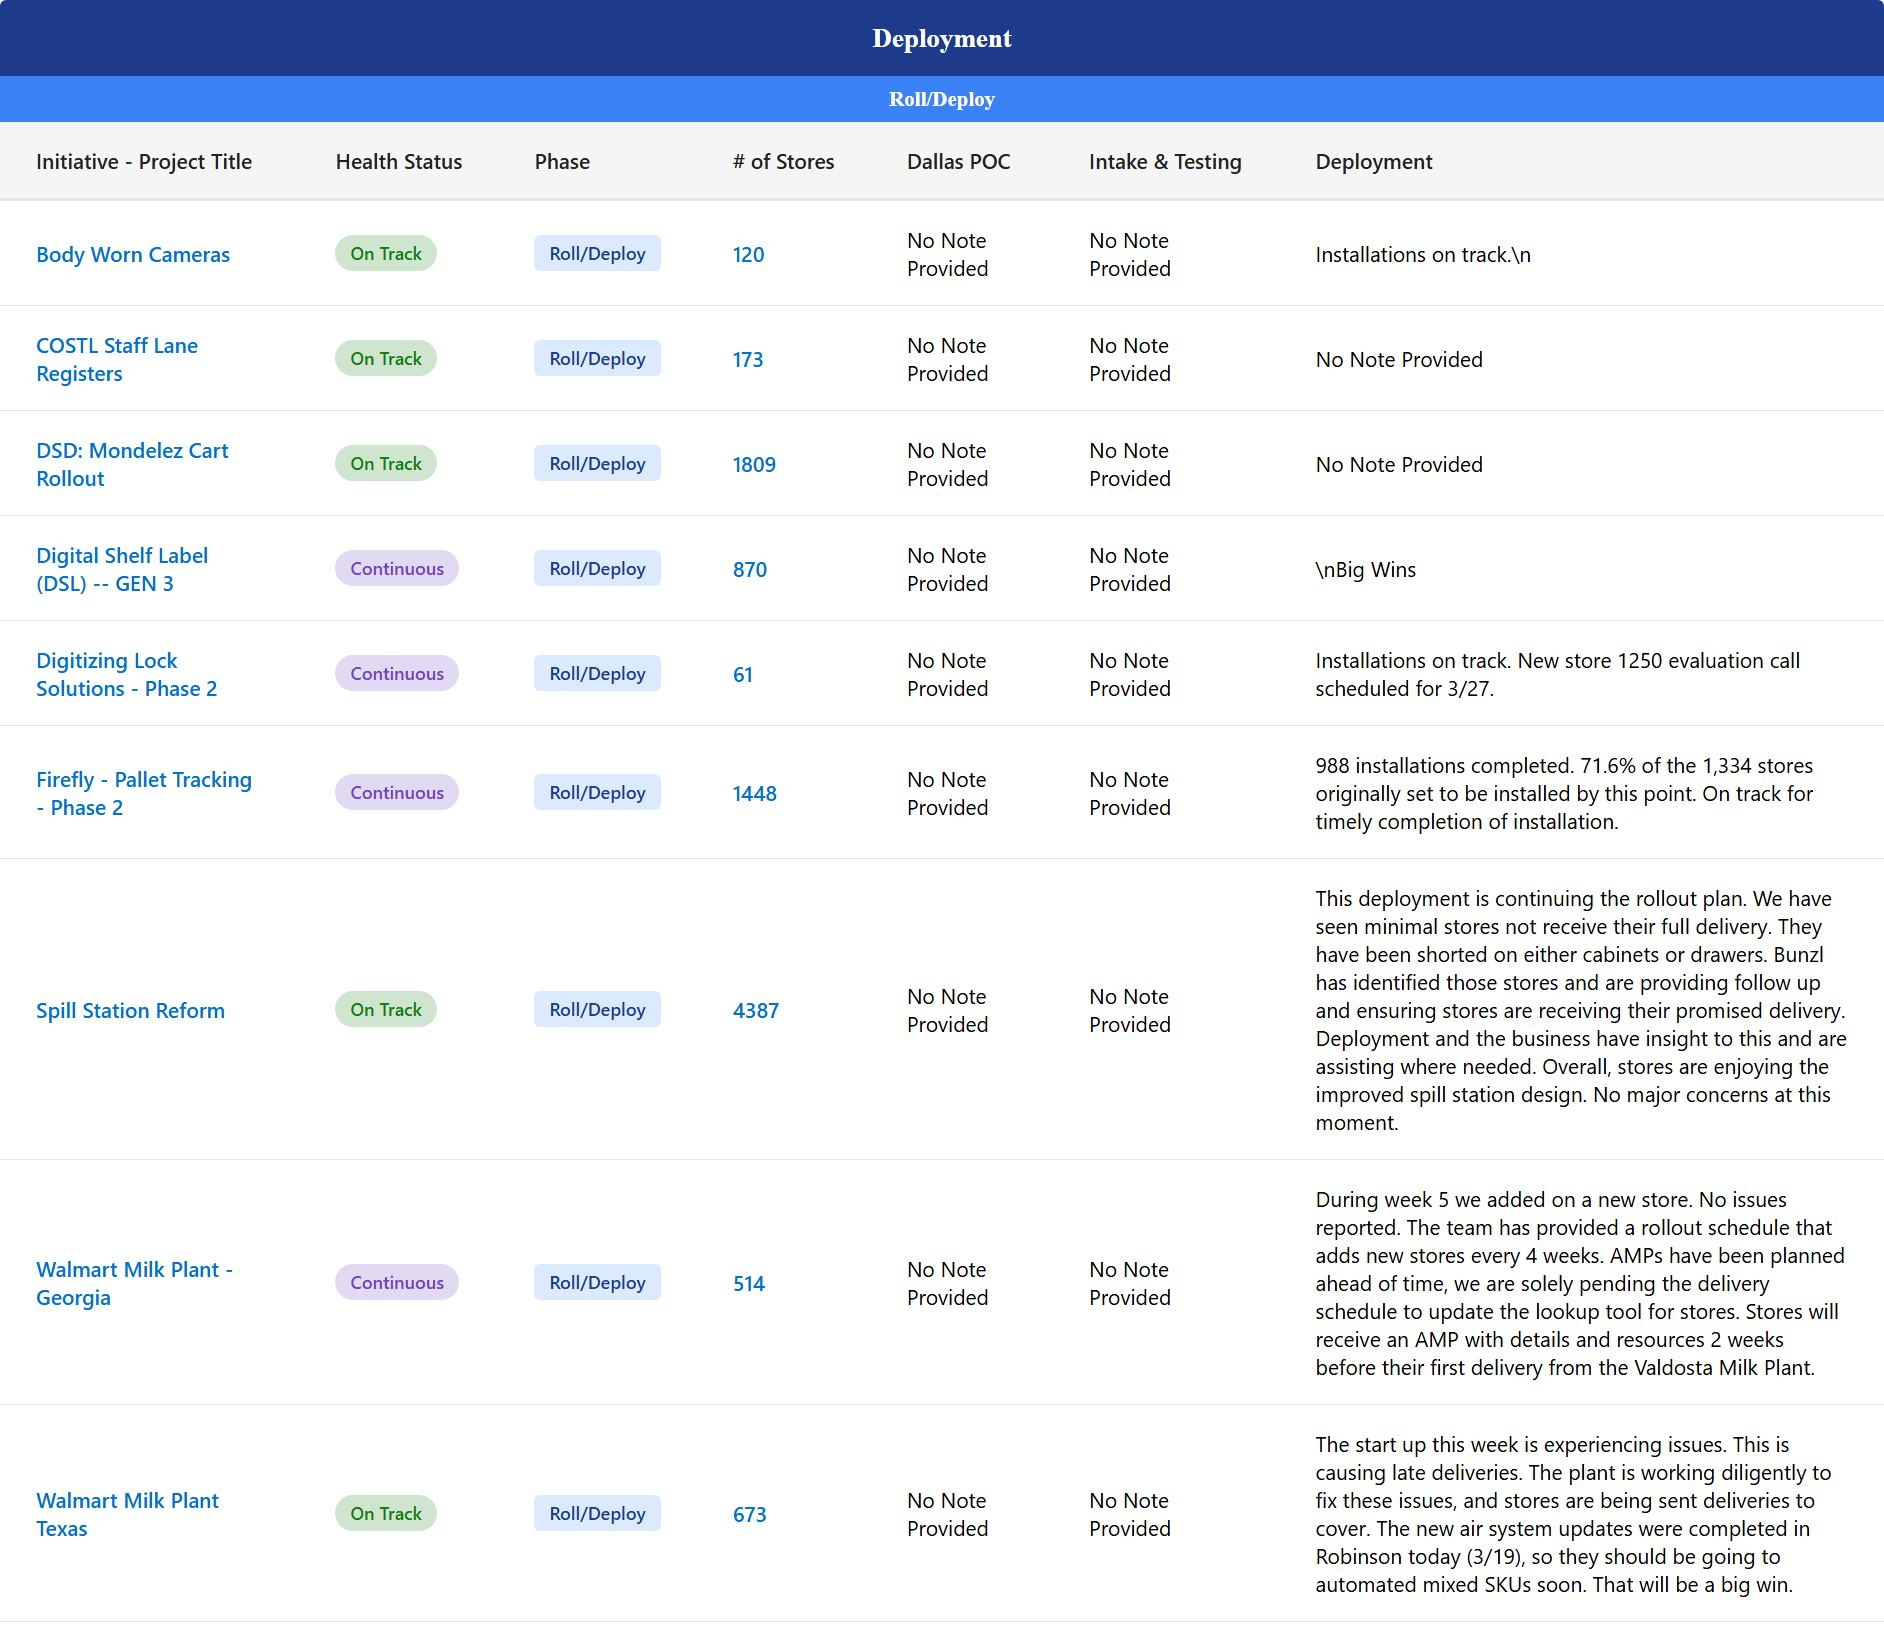 Deployment
Roll/Deploy
Initiative - Project Title Health Status Phase # of Stores Dallas POC Intake & Testing Deployment
Body Worn Cameras On Track Roll/Deploy 120 No Note Provided No Note Provided Installations on track.\n
COSTL Staff Lane Registers On Track Roll/Deploy 173 No Note Provided No Note Provided No Note Provided
DSD: Mondelez Cart Rollout On Track Roll/Deploy 1809 No Note Provided No Note Provided No Note Provided
Digital Shelf Label (DSL) -- GEN 3 Continuous Roll/Deploy 870 No Note Provided No Note Provided \nBig Wins
Digitizing Lock Solutions - Phase 2 Continuous Roll/Deploy 61 No Note Provided No Note Provided Installations on track. New store 1250 evaluation call
scheduled for 3/27.
Firefly - Pallet Tracking - Phase 2 Continuous Roll/Deploy 1448 No Note Provided No Note Provided 988 installations completed. 71.6% of the 1,334 stores
originally set to be installed by this point. On track for
timely completion of installation.
Spill Station Reform On Track Roll/Deploy 4387 No Note Provided No Note Provided This deployment is continuing the rollout plan. We have
seen minimal stores not receive their full delivery. They
have been shorted on either cabinets or drawers. Bunzl
has identified those stores and are providing follow up
and ensuring stores are receiving their promised delivery.
Deployment and the business have insight to this and are
assisting where needed. Overall, stores are enjoying the
improved spill station design. No major concerns at this
moment.
Walmart Milk Plant - Georgia Continuous Roll/Deploy 514 No Note Provided No Note Provided During week 5 we added on a new store. No issues
reported. The team has provided a rollout schedule that
adds new stores every 4 weeks. AMPs have been planned
ahead of time, we are solely pending the delivery
schedule to update the lookup tool for stores. Stores will
receive an AMP with details and resources 2 weeks
before their first delivery from the Valdosta Milk Plant.
Walmart Milk Plant Texas On Track Roll/Deploy 673 No Note Provided No Note Provided The start up this week is experiencing issues. This is
causing late deliveries. The plant is working diligently to
fix these issues, and stores are being sent deliveries to
cover. The new air system updates were completed in
Robinson today (3/19), so they should be going to
automated mixed SKUs soon. That will be a big win.